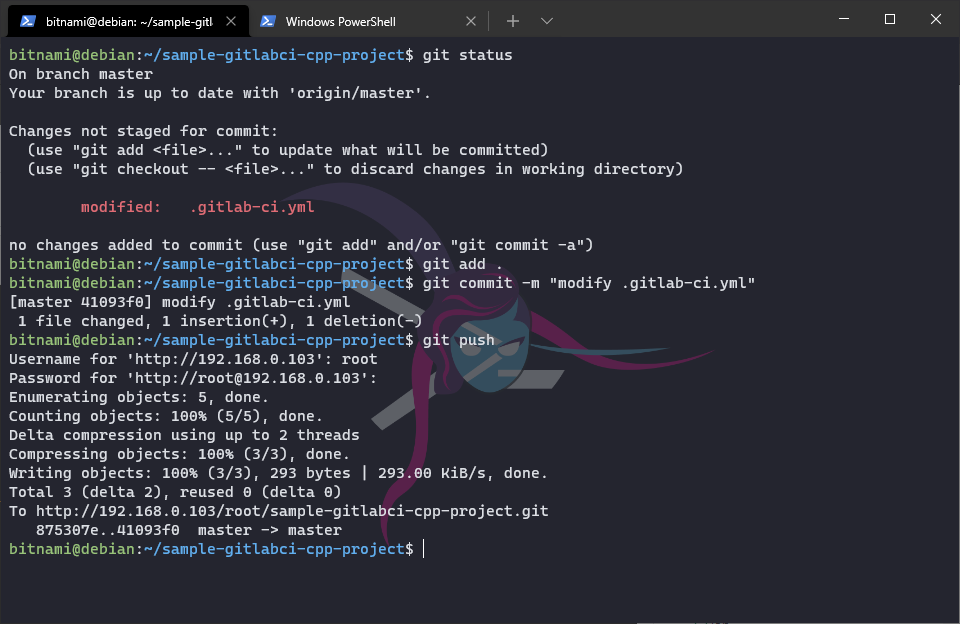 bitnami@debian: ~/sample-gitla
Windows PowerShell
bitnami@debian:~/sample-gitlabci-cpp-project$ git status
On branch master
Your branch is up to date with 'origin/master'.
Changes not staged for commit:
  (use "git add <file>..." to update what will be committed)
  (use "git checkout -- <file>..." to discard changes in working directory)
        modified:   .gitlab-ci.yml
no changes added to commit (use "git add" and/or "git commit -a")
bitnami@debian:~/sample-gitlabci-cpp-project$ git add .
bitnami@debian:~/sample-gitlabci-cpp-project$ git commit -m "modify .gitlab-ci.yml"
[master 41093f0] modify .gitlab-ci.yml
 1 file changed, 1 insertion(+), 1 deletion(-)
bitnami@debian:~/sample-gitlabci-cpp-project$ git push
Username for 'http://192.168.0.103': root
Password for 'http://root@192.168.0.103':
Enumerating objects: 5, done.
Counting objects: 100% (5/5), done.
Delta compression using up to 2 threads
Compressing objects: 100% (3/3), done.
Writing objects: 100% (3/3), 293 bytes | 293.00 KiB/s, done.
Total 3 (delta 2), reused 0 (delta 0)
To http://192.168.0.103/root/sample-gitlabci-cpp-project.git
   875307e..41093f0  master -> master
bitnami@debian:~/sample-gitlabci-cpp-project$